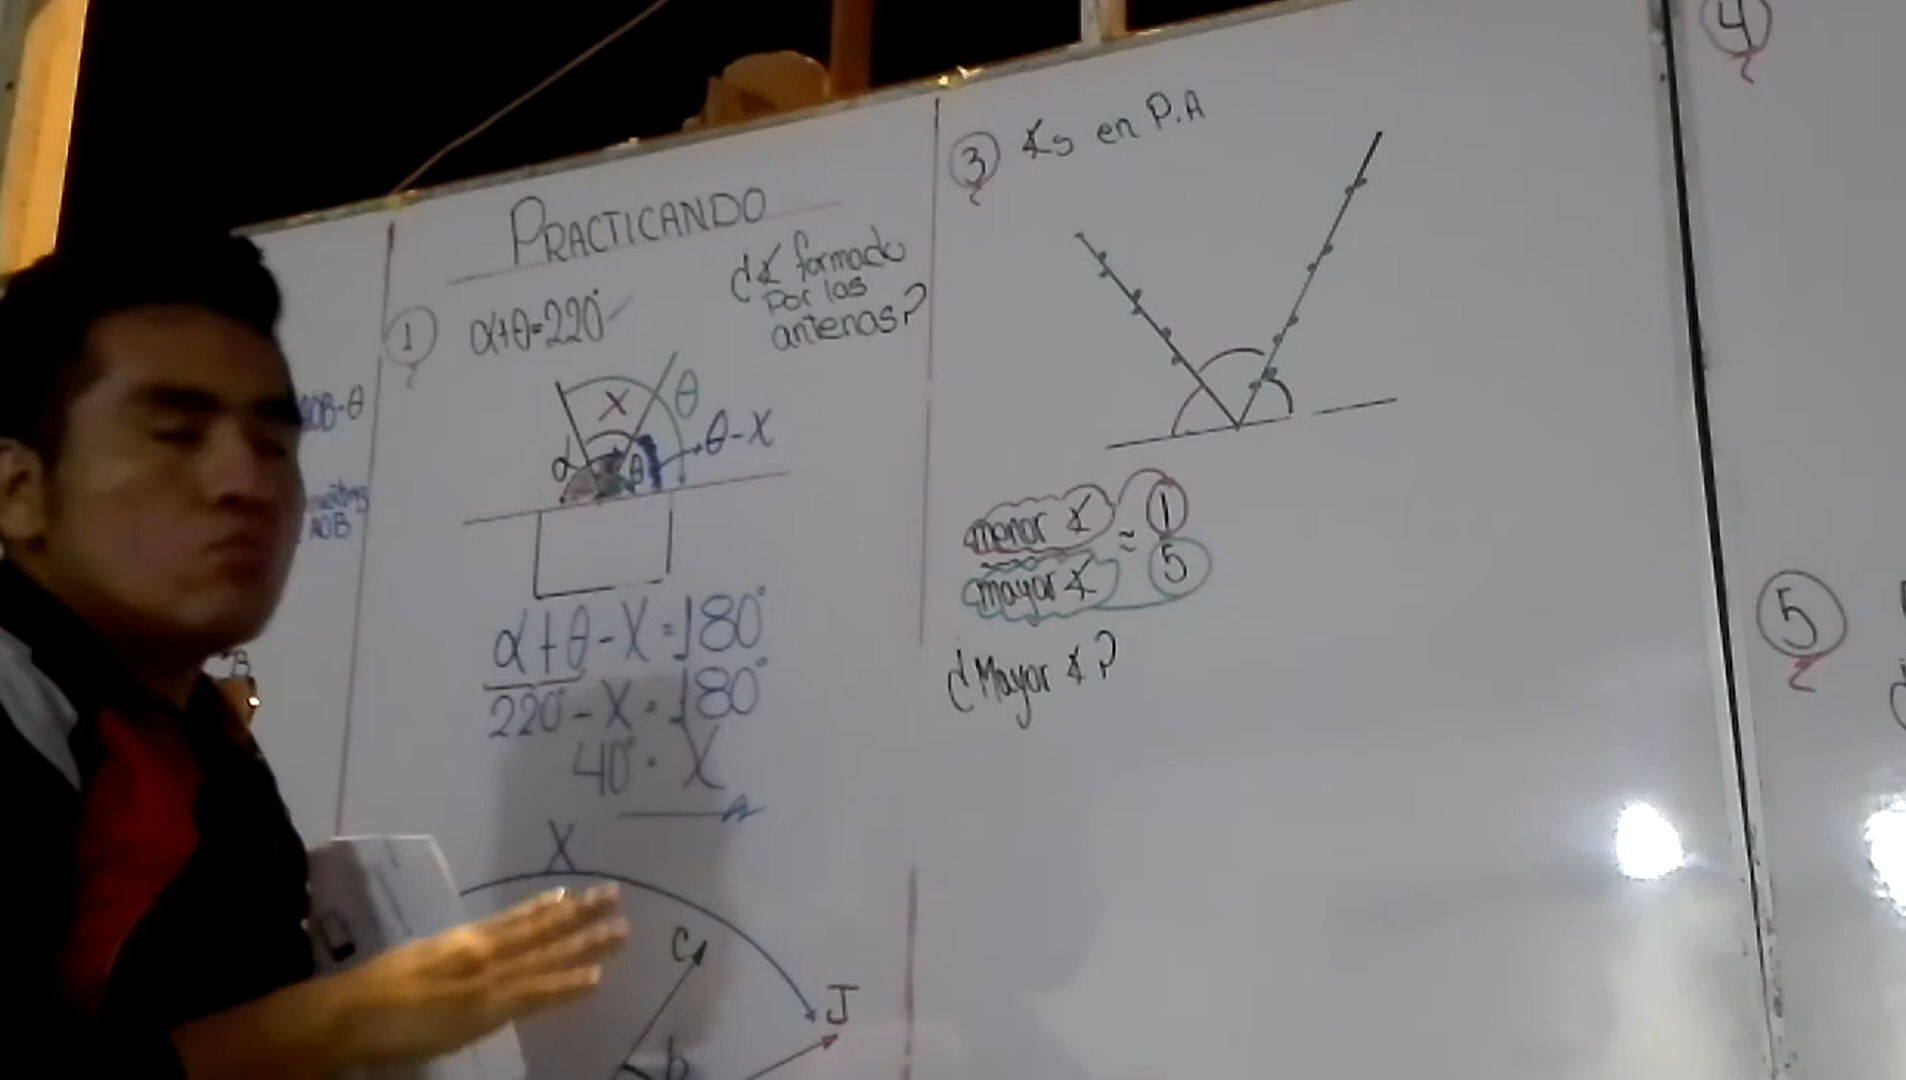 PRACTICANDO
① α+θ=220°
¿∡ formado
por las
antenas?
X
θ
α
θ
θ-X
α+θ-X=180°
220°-X=180°
40°=X
X
C
J
b
OB-θ
AOB
B
③ ∡s en P.A
menor ∡
mayor ∡
= 1
5
¿Mayor ∡?
④
⑤